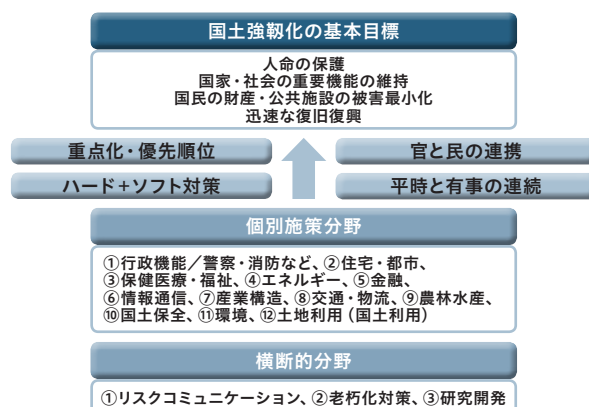 国土強靱化の基本目標
人命の保護
国家・社会の重要機能の維持
国民の財産・公共施設の被害最小化
迅速な復旧復興
重点化・優先順位
官と民の連携
ハード+ソフト対策
平時と有事の連続
個別施策分野
①行政機能／警察・消防など、②住宅・都市、
③保健医療・福祉、④エネルギー、⑤金融、
⑥情報通信、⑦産業構造、⑧交通・物流、⑨農林水産、
⑩国土保全、⑪環境、⑫土地利用（国土利用）
横断的分野
①リスクコミュニケーション、②老朽化対策、③研究開発